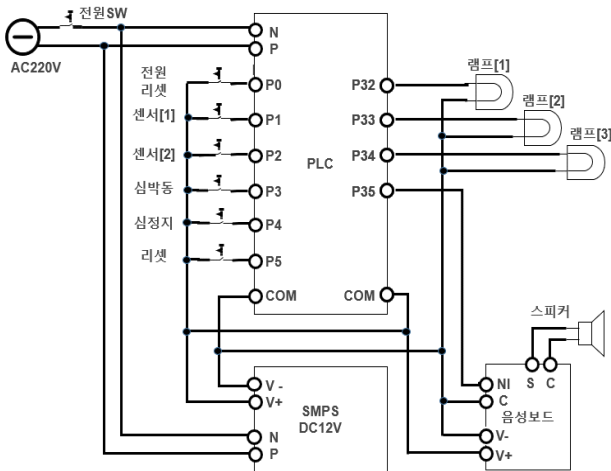 전원SW
AC220V
N
P
전원
리셋
P0
센서[1]
P1
센서[2]
P2
심박동
P3
심정지
P4
리셋
P5
COM
PLC
P32
P33
P34
P35
COM
램프[1]
램프[2]
램프[3]
스피커
S C
NI
C
음성보드
V-
V+
V -
V+
SMPS
DC12V
N
P